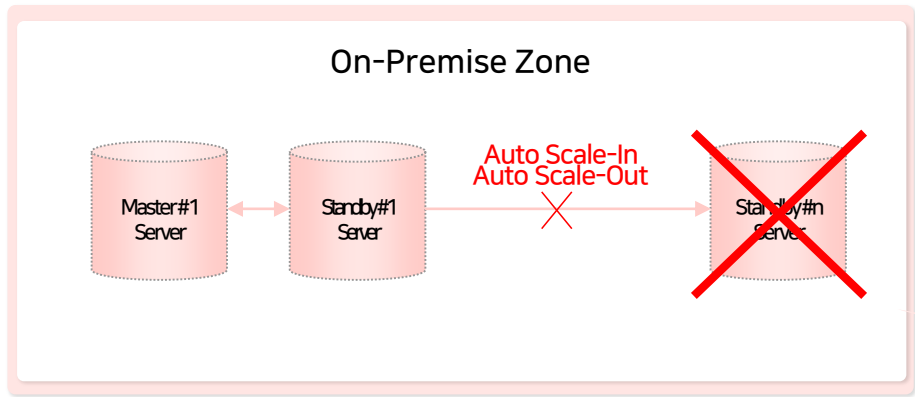 On-Premise Zone
Auto Scale-In
Auto Scale-Out
Master#1
Server
Standby#1
Server
Standby#n
Server